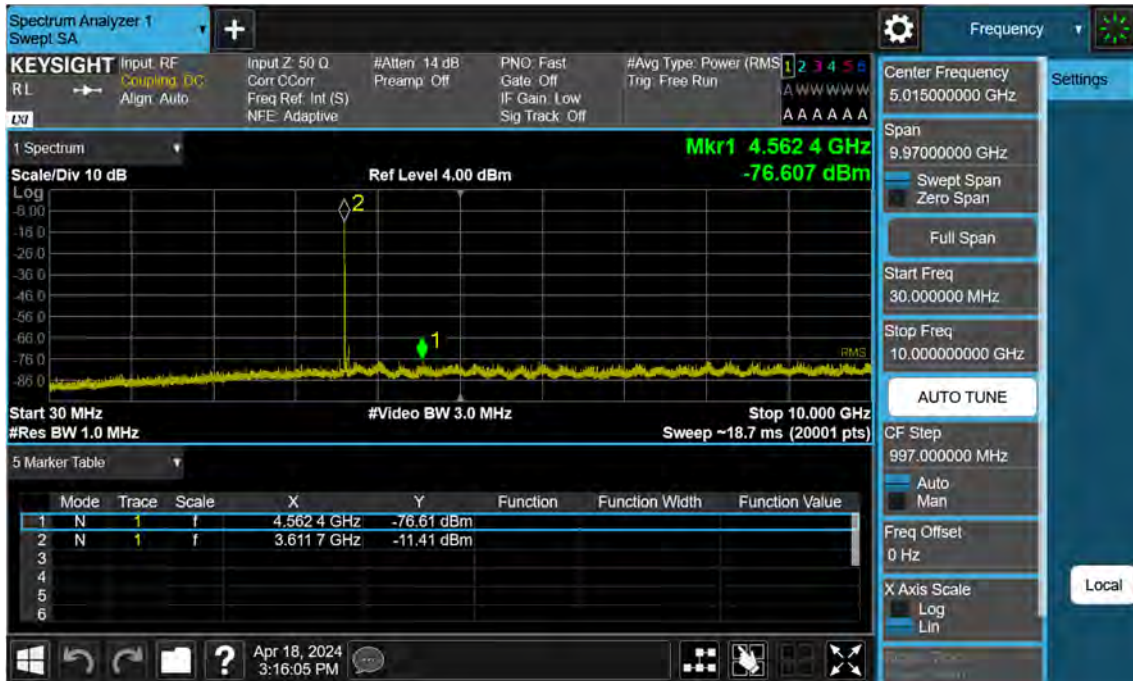 Spectrum Analyzer 1
Swept SA
+
Frequency
KEYSIGHT
RL
LXI
Input: RF
Coupling: DC
Align: Auto
Input Z: 50 Ω
Corr CCorr
Freq Ref: Int (S)
NFE: Adaptive
#Atten: 14 dB
Preamp: Off
PNO: Fast
Gate: Off
IF Gain: Low
Sig Track: Off
#Avg Type: Power (RMS
Trig: Free Run
1 2 3 4 5 6
A W W W W W
A A A A A A
1 Spectrum
Scale/Div 10 dB
Ref Level 4.00 dBm
Mkr1 4.562 4 GHz
-76.607 dBm
Log
-6.00
-16.0
-26.0
-36.0
-46.0
-56.0
-66.0
-76.0
-86.0
2
1
RMS
Start 30 MHz
#Video BW 3.0 MHz
Stop 10.000 GHz
#Res BW 1.0 MHz
Sweep ~18.7 ms (20001 pts)
5 Marker Table
Mode Trace Scale X Y Function Function Width Function Value
1 N 1 f 4.562 4 GHz -76.61 dBm
2 N 1 f 3.611 7 GHz -11.41 dBm
3
4
5
6
Apr 18, 2024
3:16:05 PM
?
Center Frequency
5.015000000 GHz
Span
9.97000000 GHz
Swept Span
Zero Span
Full Span
Start Freq
30.000000 MHz
Stop Freq
10.000000000 GHz
AUTO TUNE
CF Step
997.000000 MHz
Auto
Man
Freq Offset
0 Hz
X Axis Scale
Log
Lin
Settings
Local